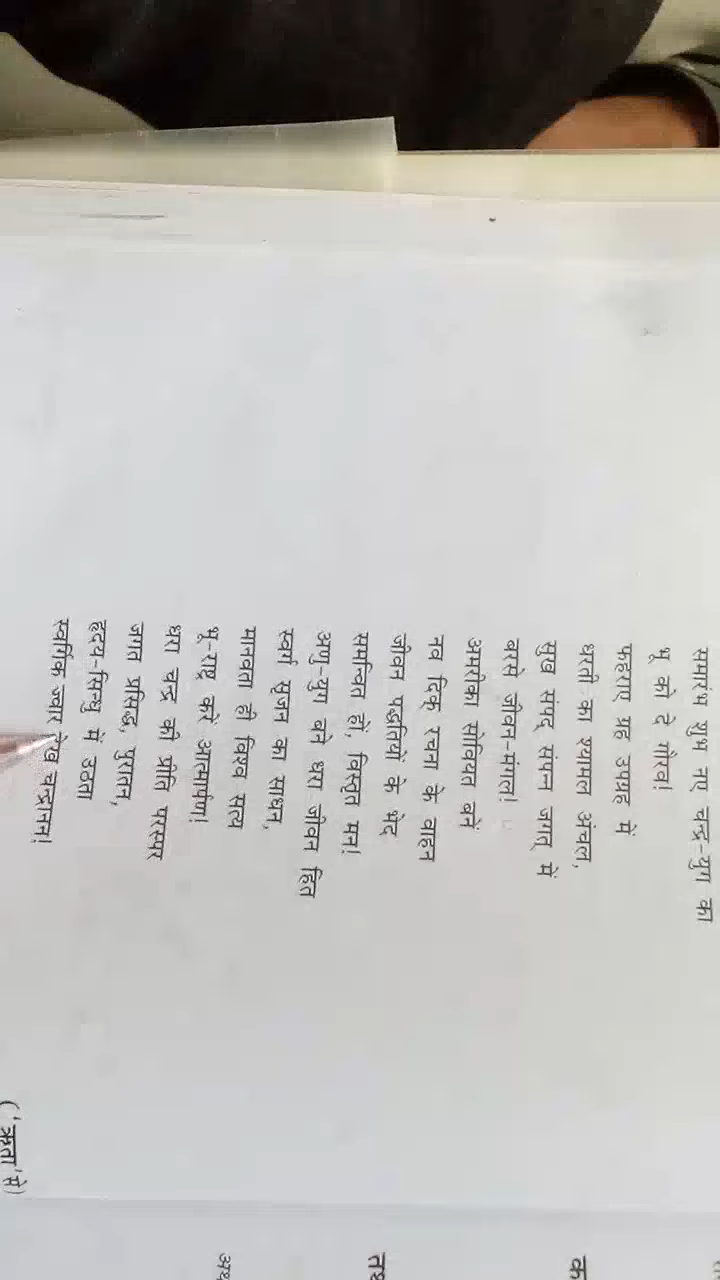 समारंभ शुभ नए चन्द्र-युग का
भू को दे गौरव!
फहराए ग्रह उपग्रह में
धरती का श्यामल अंचल,
सुख संपद् संपन्न जगत् में
बरसे जीवन-मंगल!
अमरीका सोवियत बनें
नव दिक् रचना के वाहन
जीवन पद्धतियों के भेद
समन्वित हों, विस्तृत मन!
अणु-युग बने धरा जीवन हित
स्वर्ग सृजन का साधन,
मानवता ही विश्व सत्य
भू-राष्ट्र करें आत्मार्पण!
धरा चन्द्र की प्रीति परस्पर
जगत प्रसिद्ध, पुरातन,
हृदय-सिन्धु में उठता
स्वर्गिक ज्वार देख चन्द्रानन!
('ऋता' से)